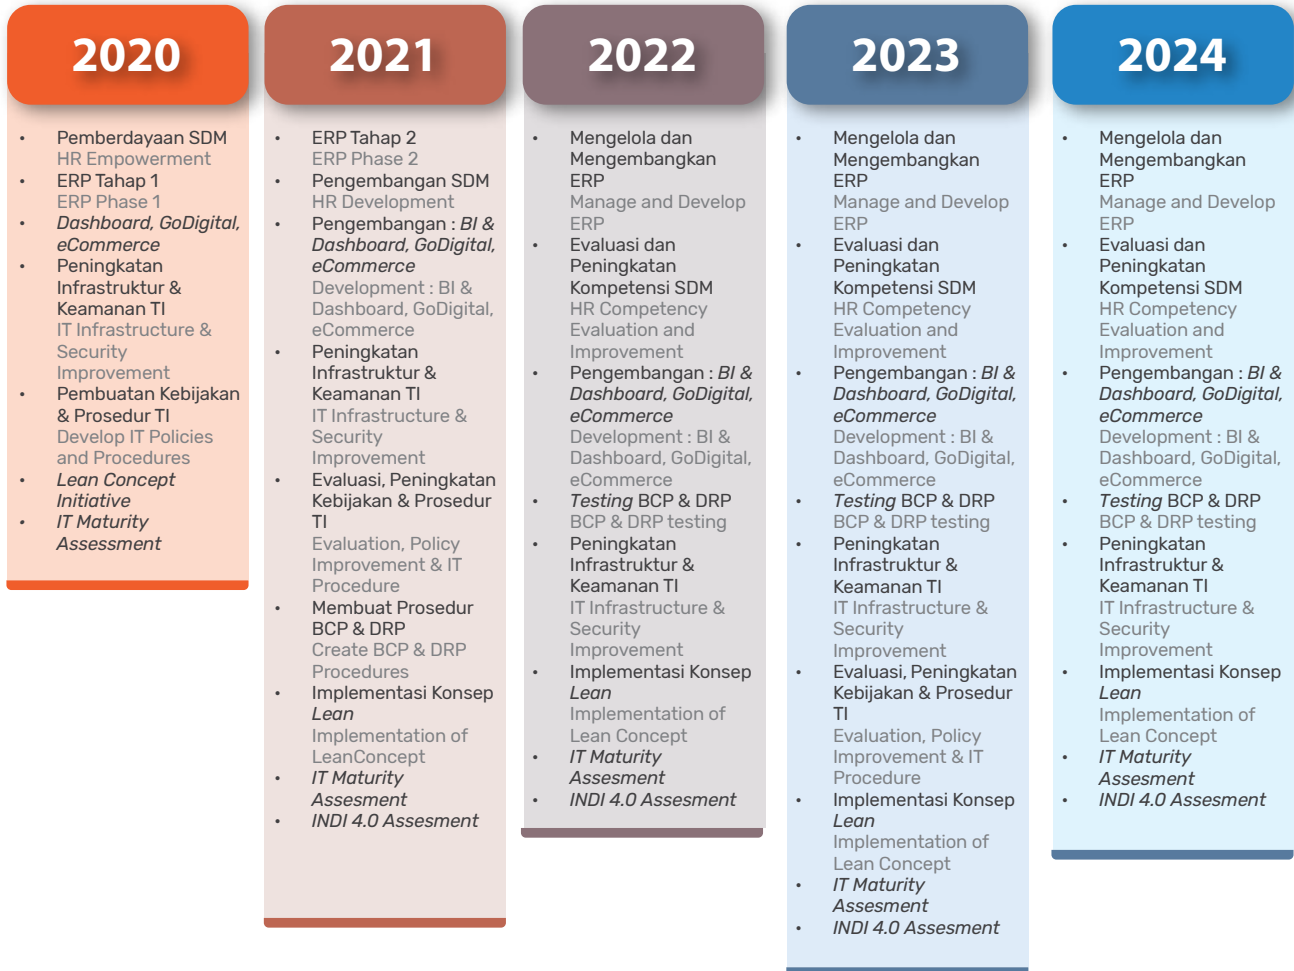 2020
• Pemberdayaan SDM
HR Empowerment
• ERP Tahap 1
ERP Phase 1
• Dashboard, GoDigital,
eCommerce
• Peningkatan
Infrastruktur &
Keamanan TI
IT Infrastructure &
Security
Improvement
• Pembuatan Kebijakan
& Prosedur TI
Develop IT Policies
and Procedures
• Lean Concept
Initiative
• IT Maturity
Assessment
2021
• ERP Tahap 2
ERP Phase 2
• Pengembangan SDM
HR Development
• Pengembangan : BI &
Dashboard, GoDigital,
eCommerce
Development : BI &
Dashboard, GoDigital,
eCommerce
• Peningkatan
Infrastruktur &
Keamanan TI
IT Infrastructure &
Security
Improvement
• Evaluasi, Peningkatan
Kebijakan & Prosedur
TI
Evaluation, Policy
Improvement & IT
Procedure
• Membuat Prosedur
BCP & DRP
Create BCP & DRP
Procedures
• Implementasi Konsep
Lean
Implementation of
LeanConcept
• IT Maturity
Assesment
• INDI 4.0 Assesment
2022
• Mengelola dan
Mengembangkan
ERP
Manage and Develop
ERP
• Evaluasi dan
Peningkatan
Kompetensi SDM
HR Competency
Evaluation and
Improvement
• Pengembangan : BI &
Dashboard, GoDigital,
eCommerce
Development : BI &
Dashboard, GoDigital,
eCommerce
• Testing BCP & DRP
BCP & DRP testing
• Peningkatan
Infrastruktur &
Keamanan TI
IT Infrastructure &
Security
Improvement
• Implementasi Konsep
Lean
Implementation of
Lean Concept
• IT Maturity
Assesment
• INDI 4.0 Assesment
2023
• Mengelola dan
Mengembangkan
ERP
Manage and Develop
ERP
• Evaluasi dan
Peningkatan
Kompetensi SDM
HR Competency
Evaluation and
Improvement
• Pengembangan : BI &
Dashboard, GoDigital,
eCommerce
Development : BI &
Dashboard, GoDigital,
eCommerce
• Testing BCP & DRP
BCP & DRP testing
• Peningkatan
Infrastruktur &
Keamanan TI
IT Infrastructure &
Security
Improvement
• Evaluasi, Peningkatan
Kebijakan & Prosedur
TI
Evaluation, Policy
Improvement & IT
Procedure
• Implementasi Konsep
Lean
Implementation of
Lean Concept
• IT Maturity
Assesment
• INDI 4.0 Assesment
2024
• Mengelola dan
Mengembangkan
ERP
Manage and Develop
ERP
• Evaluasi dan
Peningkatan
Kompetensi SDM
HR Competency
Evaluation and
Improvement
• Pengembangan : BI &
Dashboard, GoDigital,
eCommerce
Development : BI &
Dashboard, GoDigital,
eCommerce
• Testing BCP & DRP
BCP & DRP testing
• Peningkatan
Infrastruktur &
Keamanan TI
IT Infrastructure &
Security
Improvement
• Implementasi Konsep
Lean
Implementation of
Lean Concept
• IT Maturity
Assesment
• INDI 4.0 Assesment